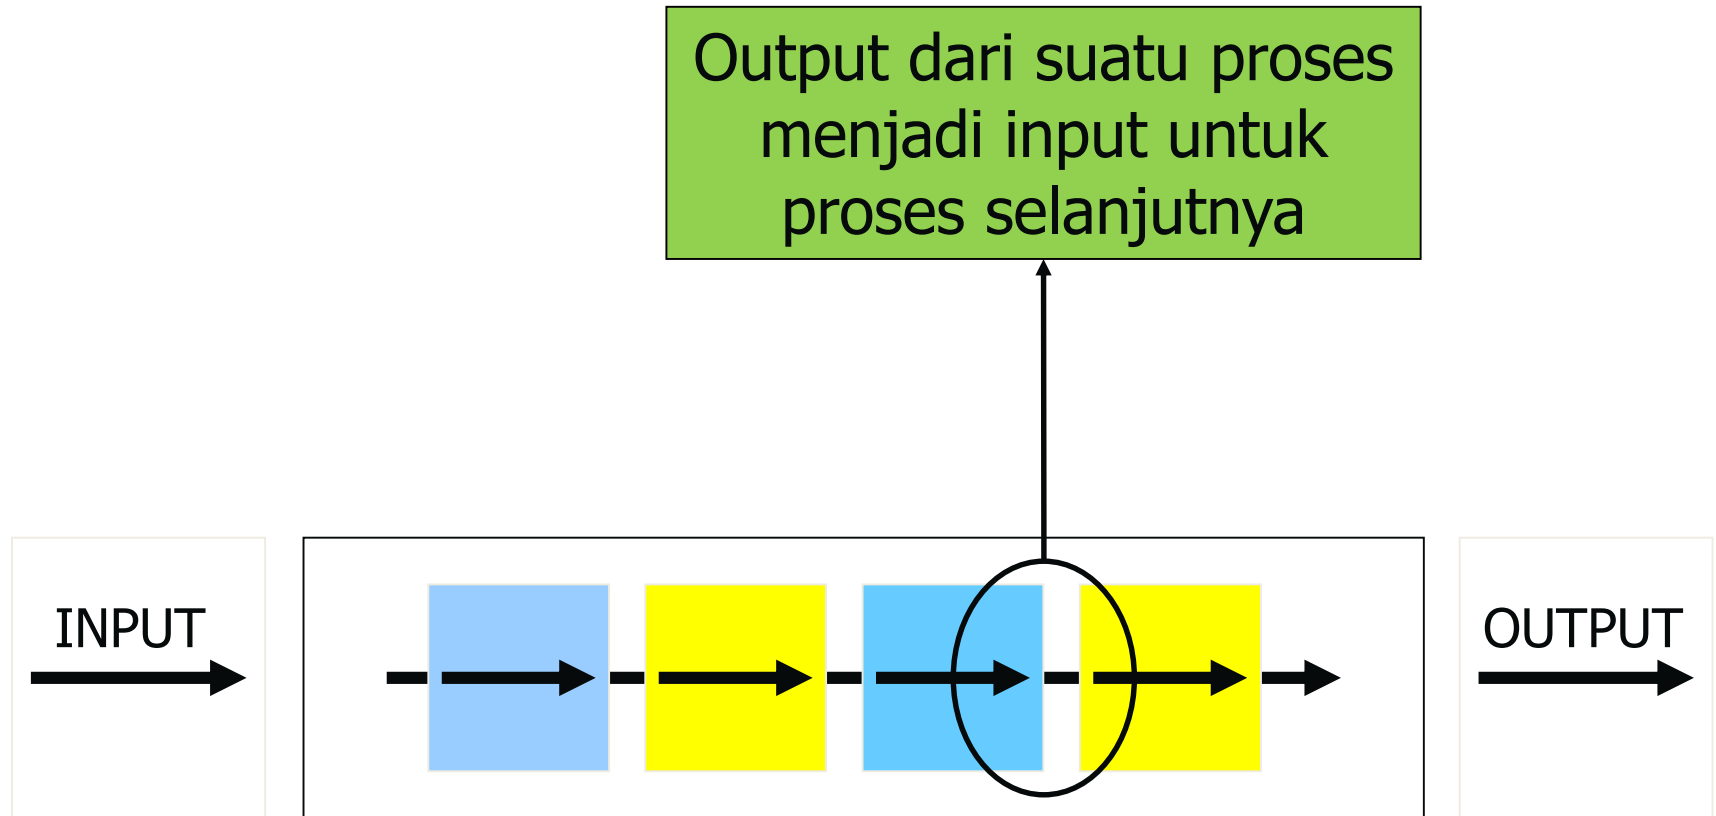 Output dari suatu proses
menjadi input untuk
proses selanjutnya
INPUT
OUTPUT